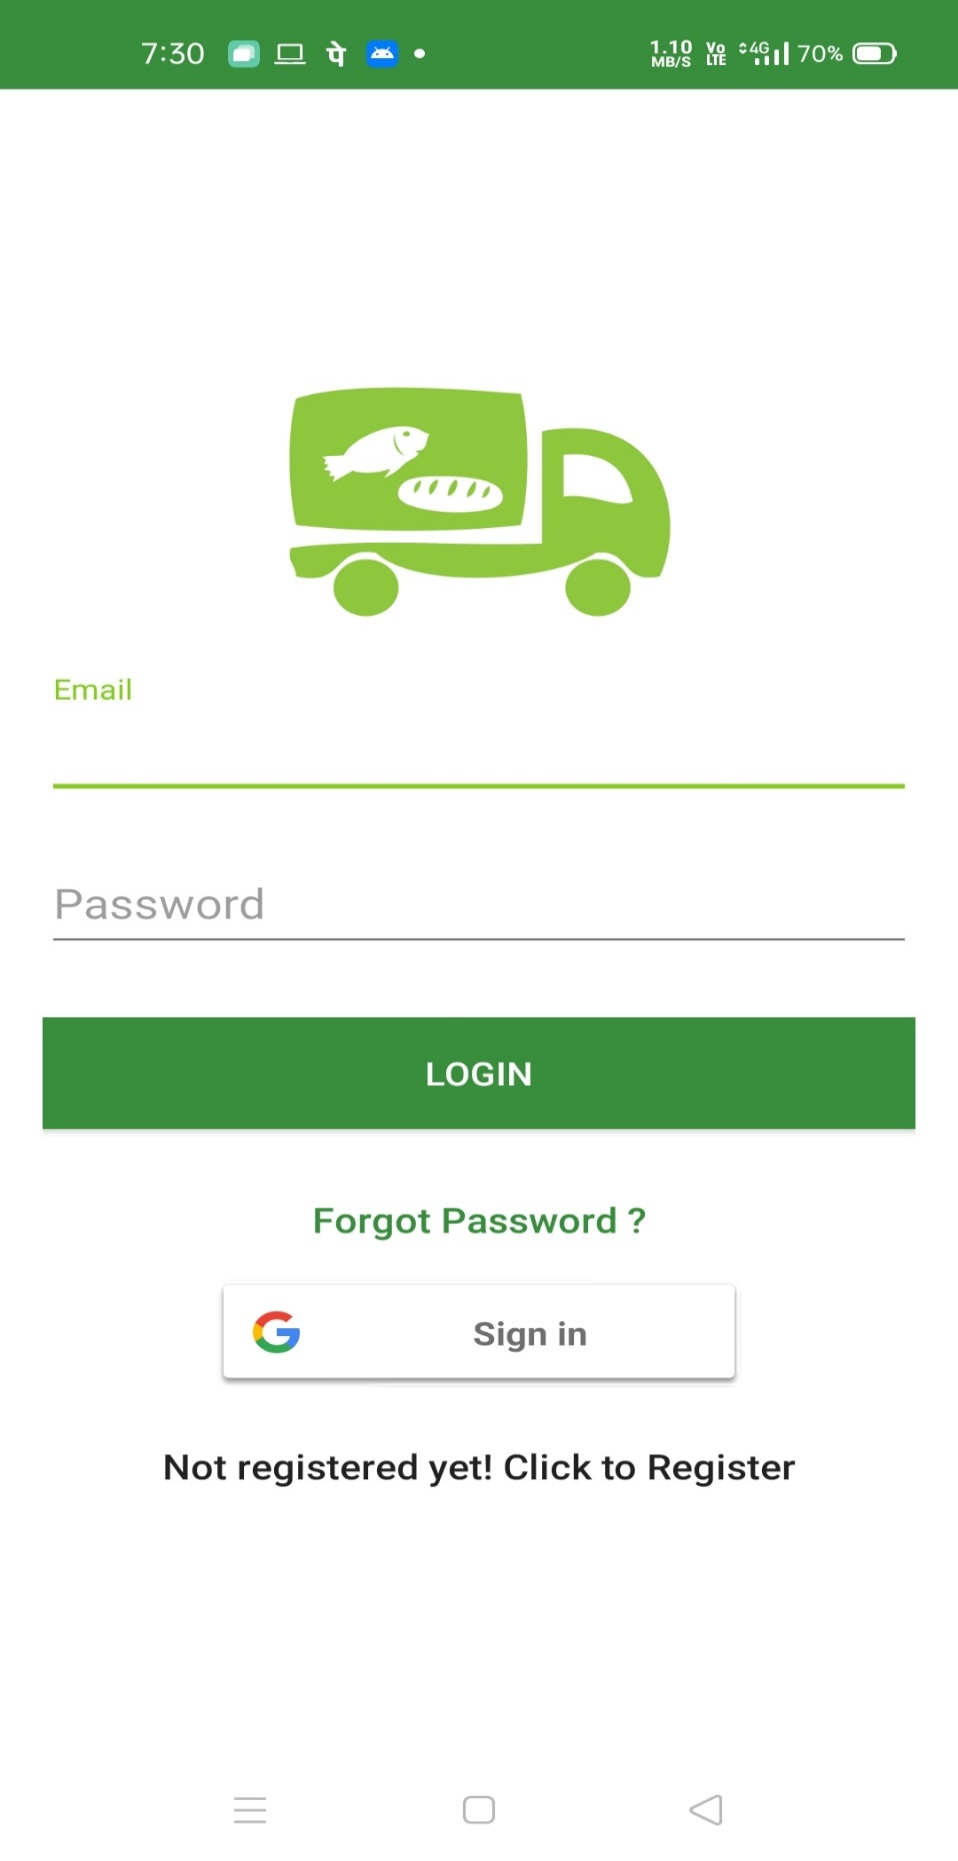 7:30 पे 1.10 MB/S Vo LTE 4G 70%
Email
Password
LOGIN
Forgot Password ?
Sign in
Not registered yet! Click to Register